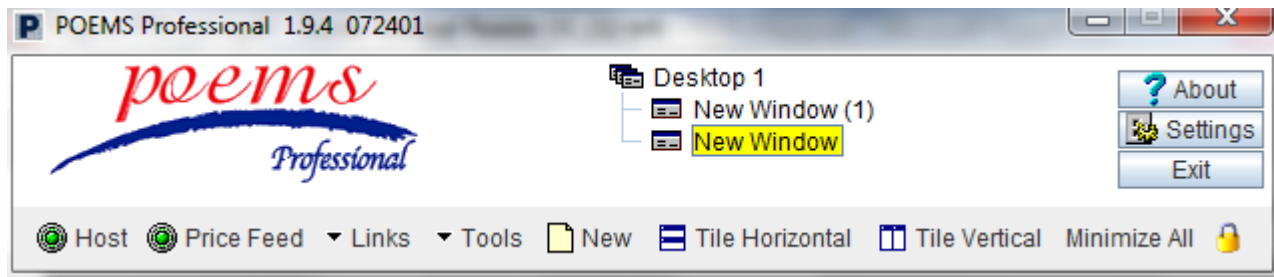 POEMS Professional 1.9.4 072401
poems
Professional
Desktop 1
New Window (1)
New Window
About
Settings
Exit
Host Price Feed Links Tools New Tile Horizontal Tile Vertical Minimize All